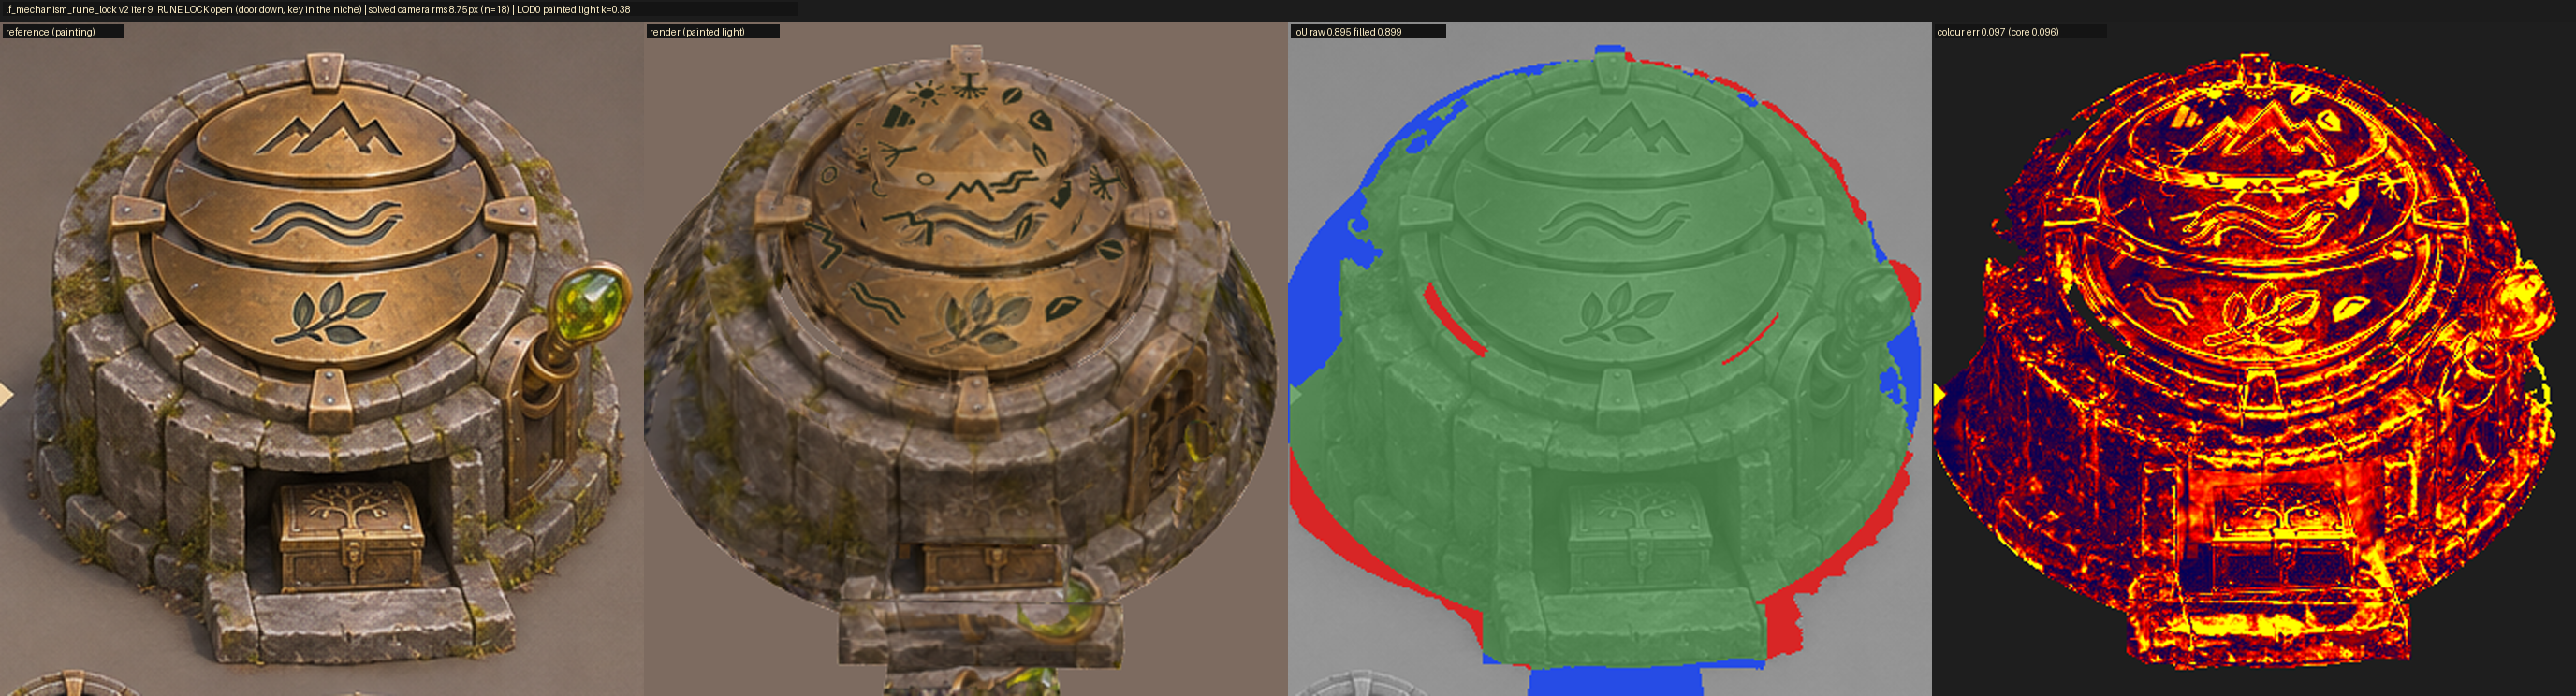 lf_mechanism_rune_lock v2 iter 9: RUNE LOCK open (door down, key in the niche) | solved camera rms 8.75px (n=18) | LOD0 painted light k=0.38
reference (painting)
render (painted light)
IoU raw 0.895 filled 0.899
colour err 0.097 (core 0.096)